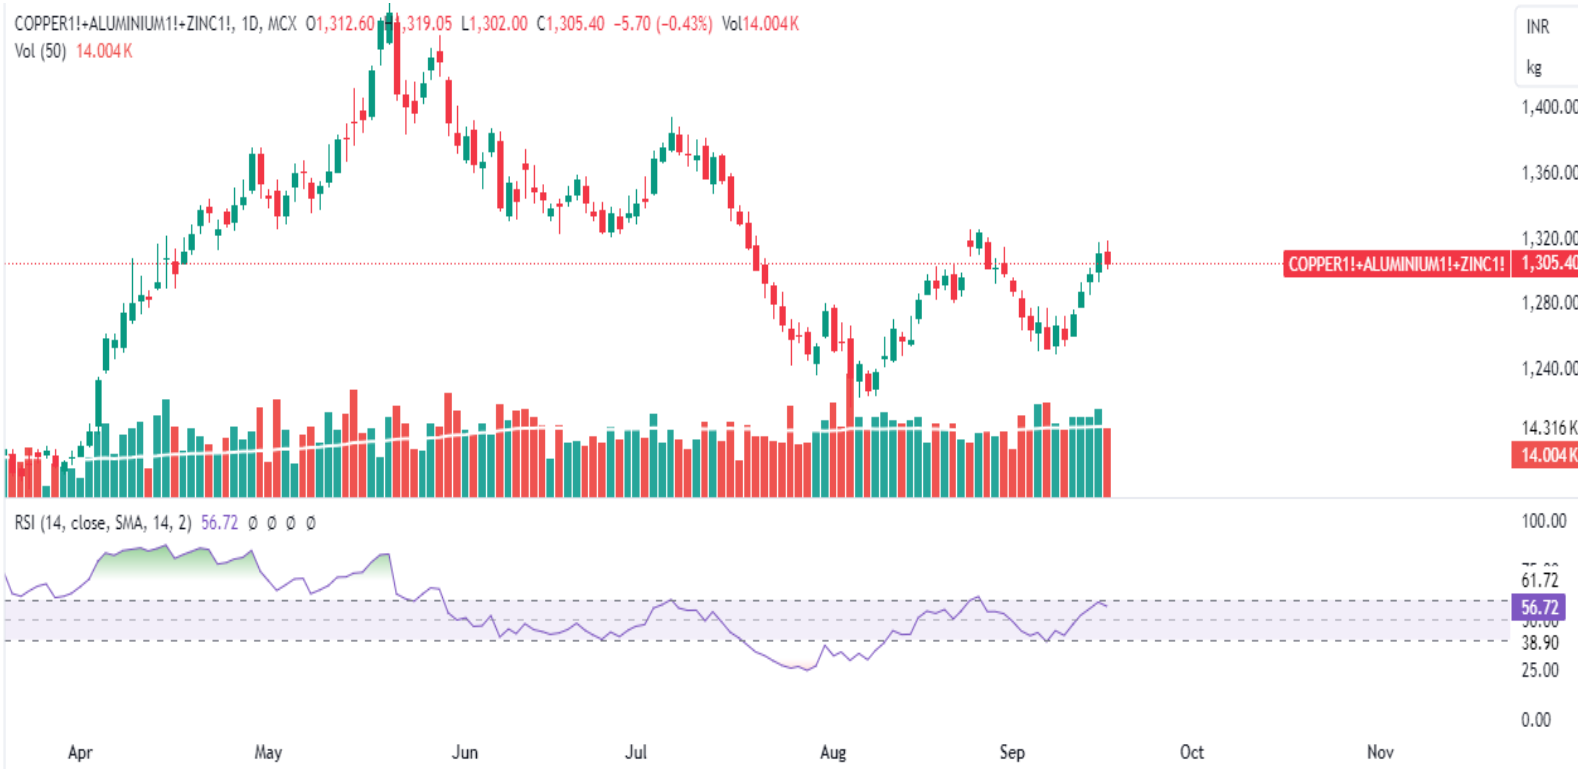 COPPER1!+ALUMINIUM1!+ZINC1!, 1D, MCX O1,312.60 H1,319.05 L1,302.00 C1,305.40 −5.70 (−0.43%) Vol14.004K
Vol (50) 14.004K
INR
kg
1,400.00
1,360.00
1,320.00
COPPER1!+ALUMINIUM1!+ZINC1! 1,305.40
1,280.00
1,240.00
14.316K
14.004K
RSI (14, close, SMA, 14, 2) 56.72 Ø Ø Ø Ø
100.00
75.00
61.72
56.72
50.00
38.90
25.00
0.00
Apr May Jun Jul Aug Sep Oct Nov